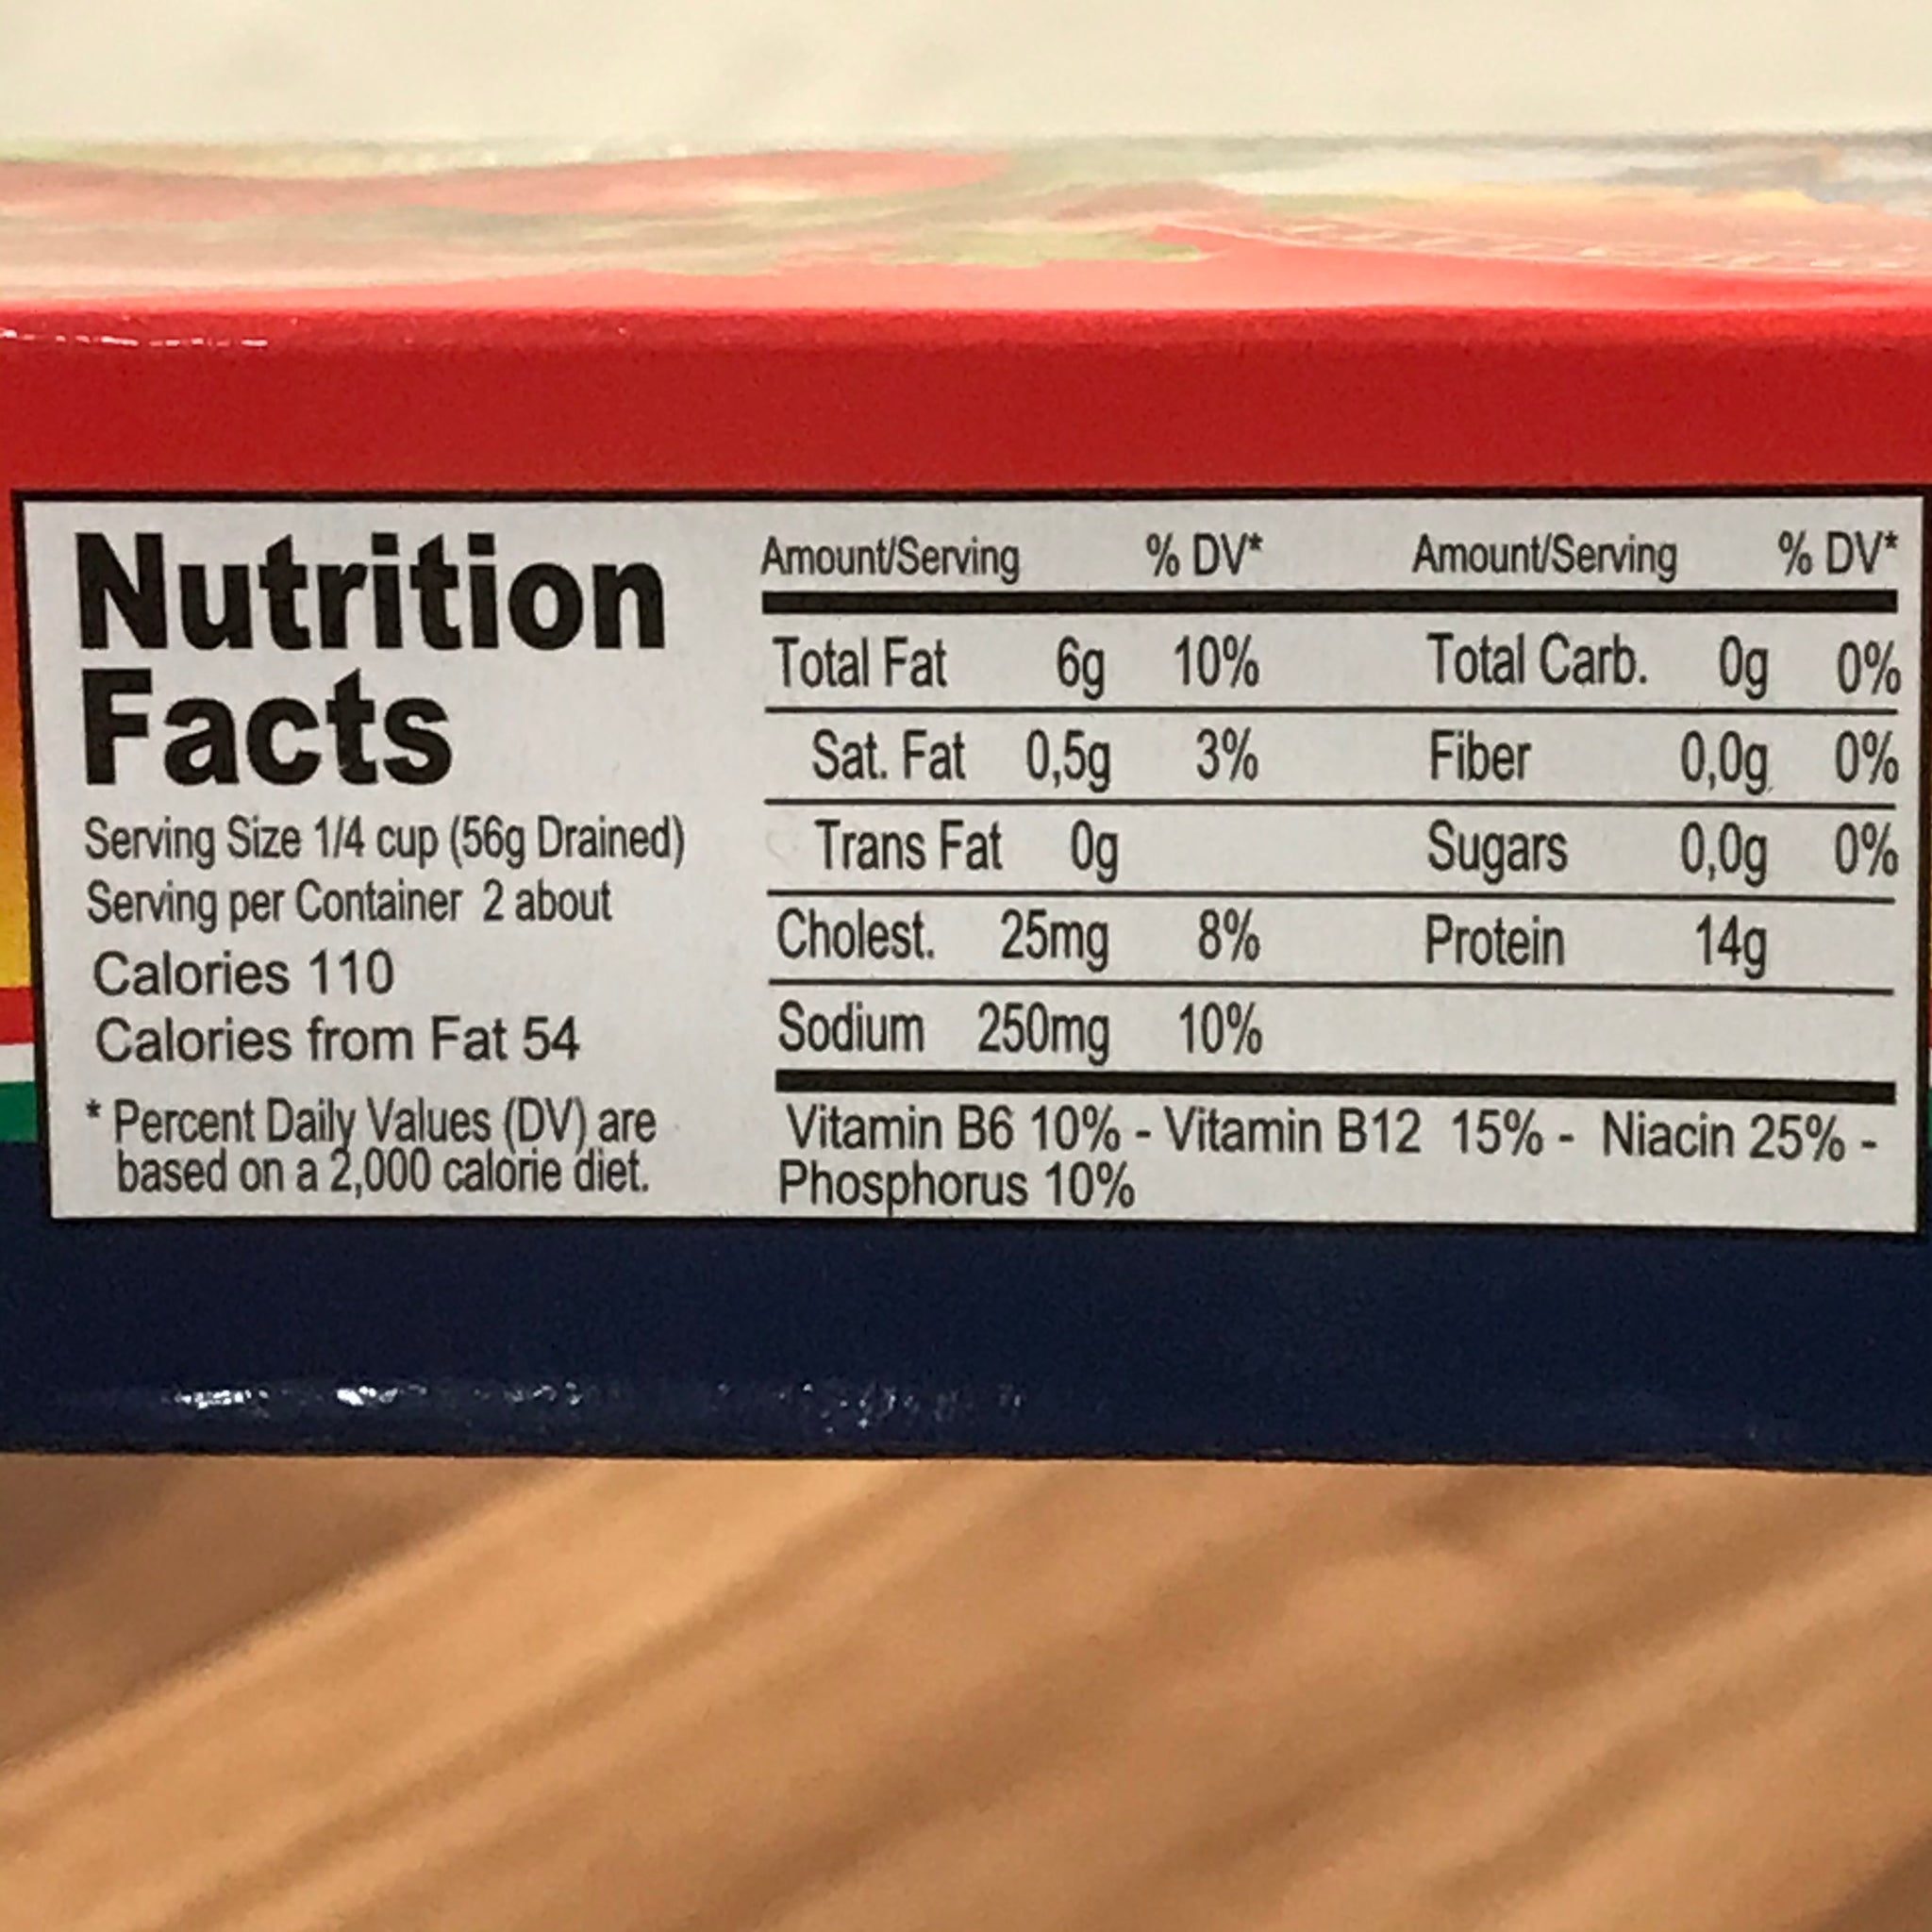 Nutrition
Facts
Serving Size 1/4 cup (56g Drained)
Serving per Container 2 about
Calories 110
Calories from Fat 54
* Percent Daily Values (DV) are
based on a 2,000 calorie diet.
Amount/Serving % DV* Amount/Serving % DV*
Total Fat 6g 10% Total Carb. 0g 0%
Sat. Fat 0,5g 3% Fiber 0,0g 0%
Trans Fat 0g Sugars 0,0g 0%
Cholest. 25mg 8% Protein 14g
Sodium 250mg 10%
Vitamin B6 10% - Vitamin B12 15% - Niacin 25% -
Phosphorus 10%